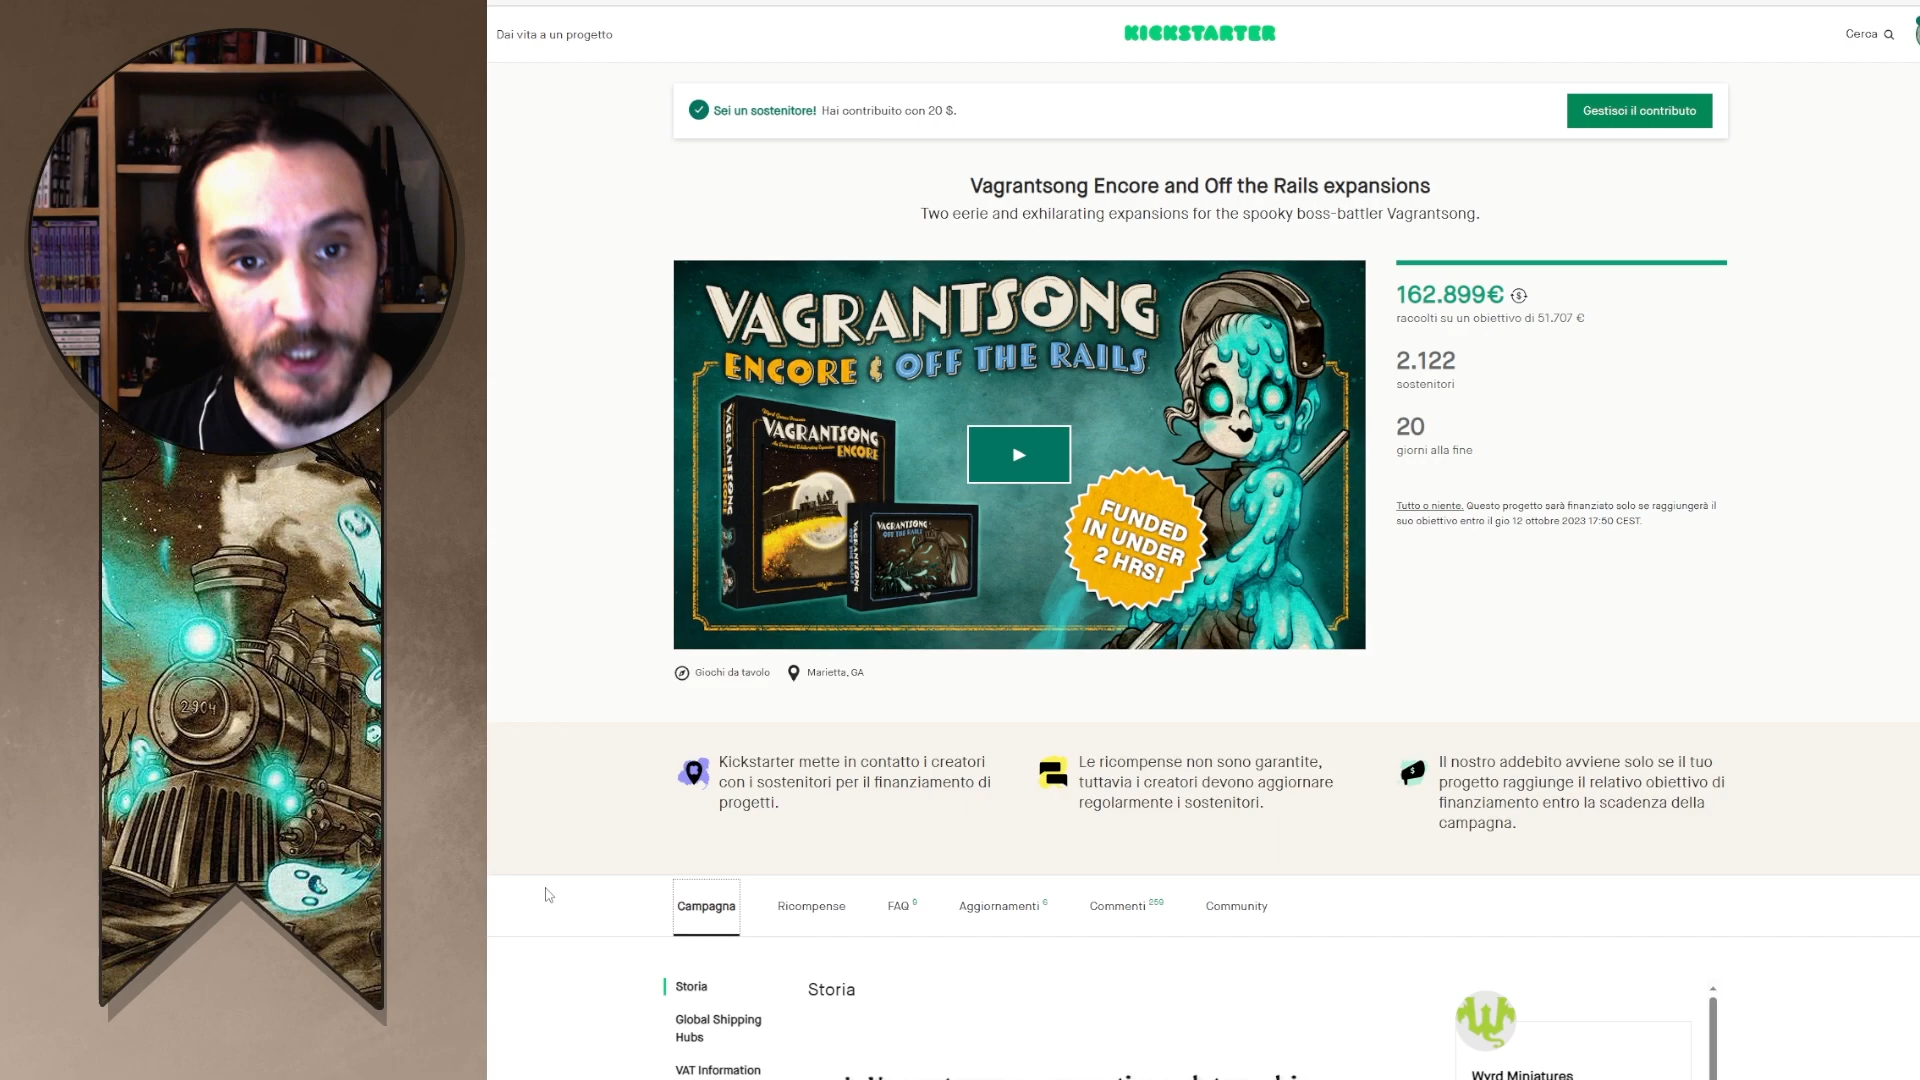 Dai vita a un progetto
KICKSTARTER
Cerca
Sei un sostenitore! Hai contribuito con 20 $.
Gestisci il contributo
Vagrantsong Encore and Off the Rails expansions
Two eerie and exhilarating expansions for the spooky boss-battler Vagrantsong.
VAGRANTSONG
ENCORE & OFF THE RAILS
VAGRANTSONG
ENCORE
VAGRANTSONG
OFF THE RAILS
FUNDED
IN UNDER
2 HRS!
162.899€
raccolti su un obiettivo di 51.707 €
2.122
sostenitori
20
giorni alla fine
Tutto o niente. Questo progetto sarà finanziato solo se raggiungerà il
suo obiettivo entro il gio 12 ottobre 2023 17:50 CEST.
Giochi da tavolo
Marietta, GA
2904
Kickstarter mette in contatto i creatori
con i sostenitori per il finanziamento di
progetti.
Le ricompense non sono garantite,
tuttavia i creatori devono aggiornare
regolarmente i sostenitori.
Il nostro addebito avviene solo se il tuo
progetto raggiunge il relativo obiettivo di
finanziamento entro la scadenza della
campagna.
Campagna
Ricompense
FAQ 9
Aggiornamenti 6
Commenti 259
Community
Storia
Global Shipping
Hubs
VAT Information
Storia
Wyrd Miniatures